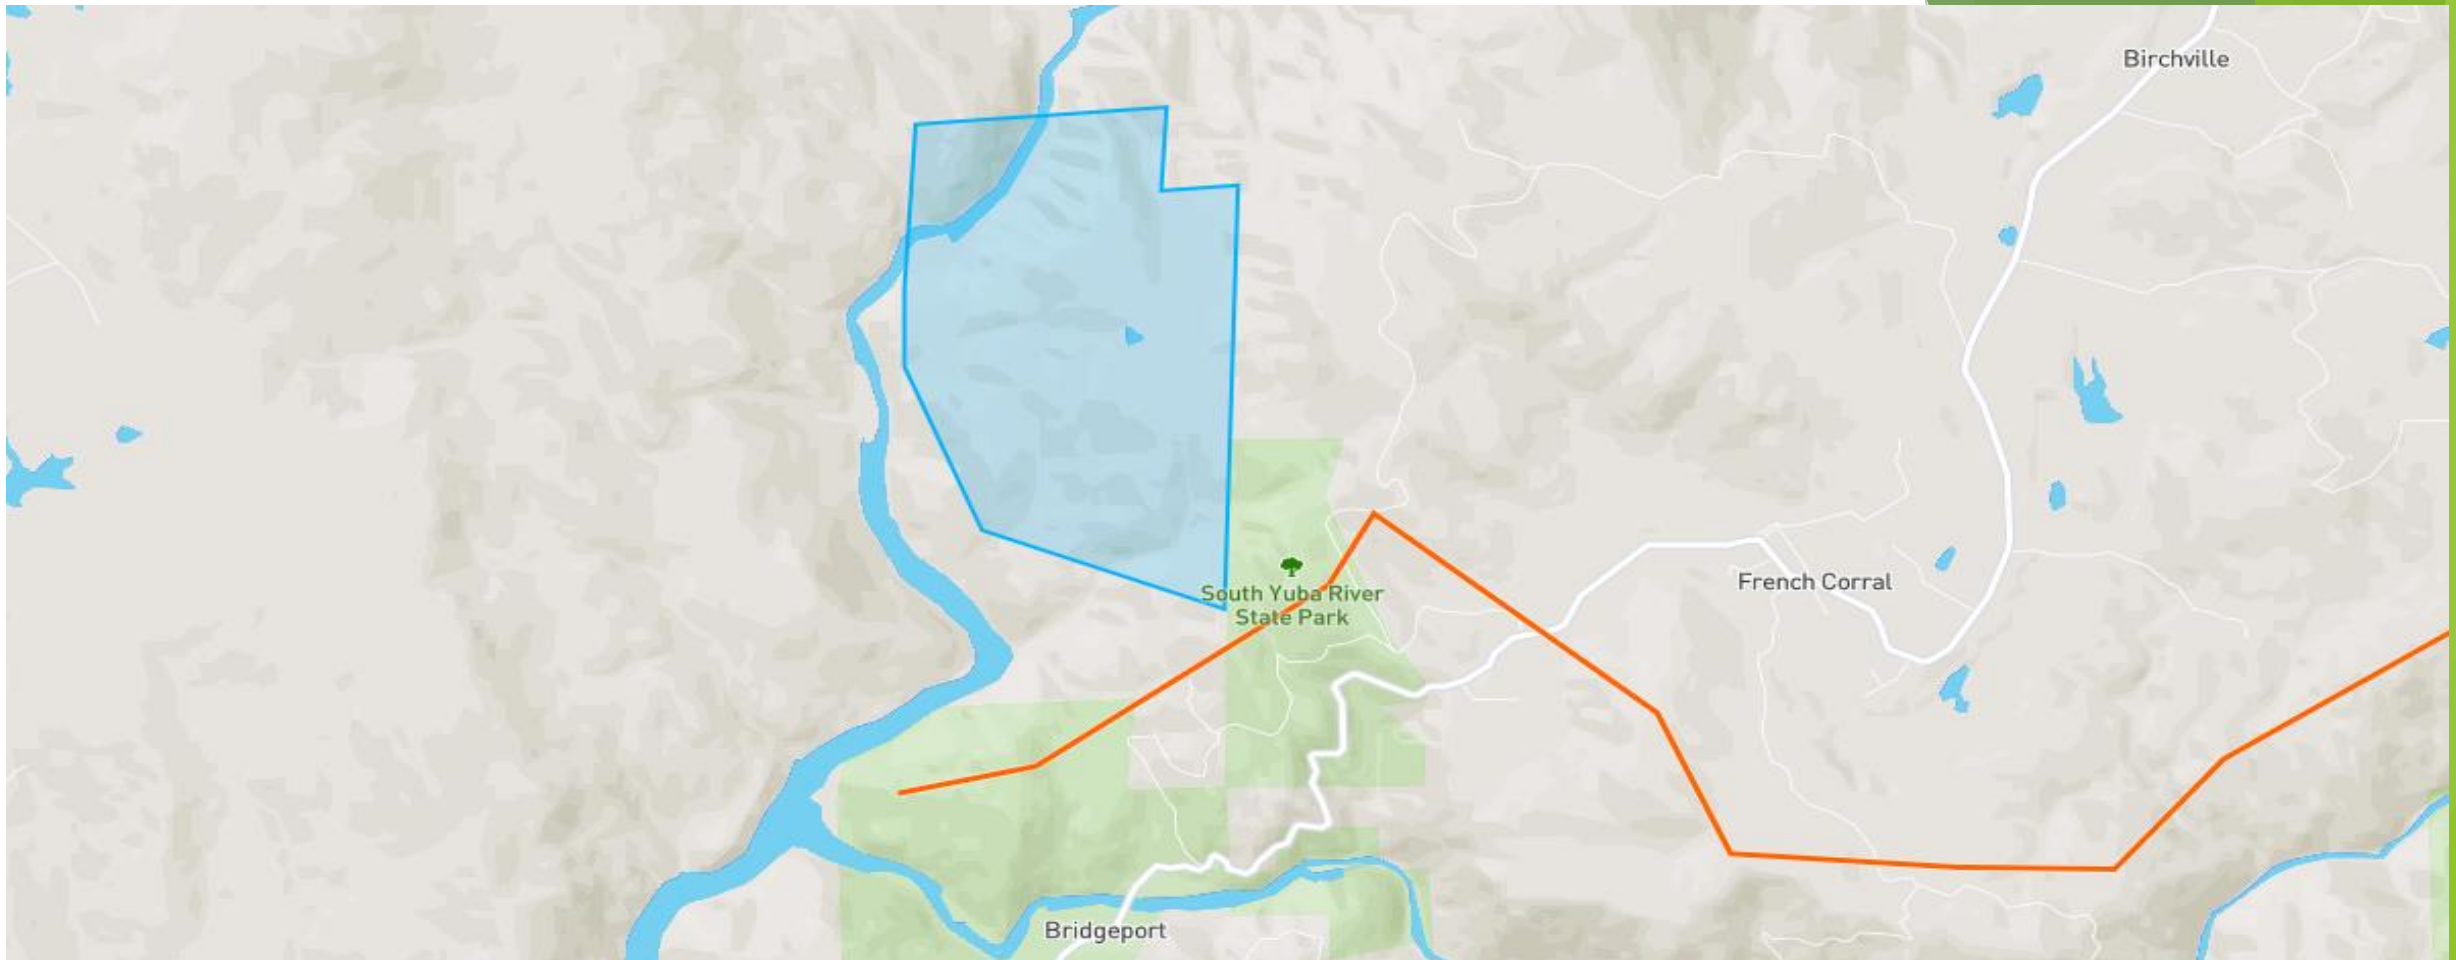 Birchville
French Corral
South Yuba River
State Park
Bridgeport